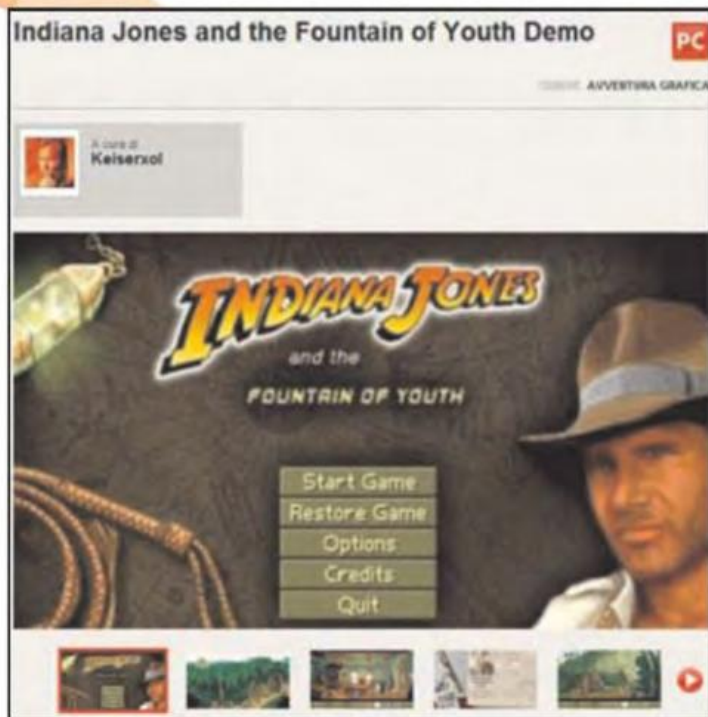 Indiana Jones and the Fountain of Youth Demo
PC
GENERE AVVENTURA GRAFICA
A cura di
Keiserxol
INDIANA JONES
and the
FOUNTAIN OF YOUTH
Start Game
Restore Game
Options
Credits
Quit